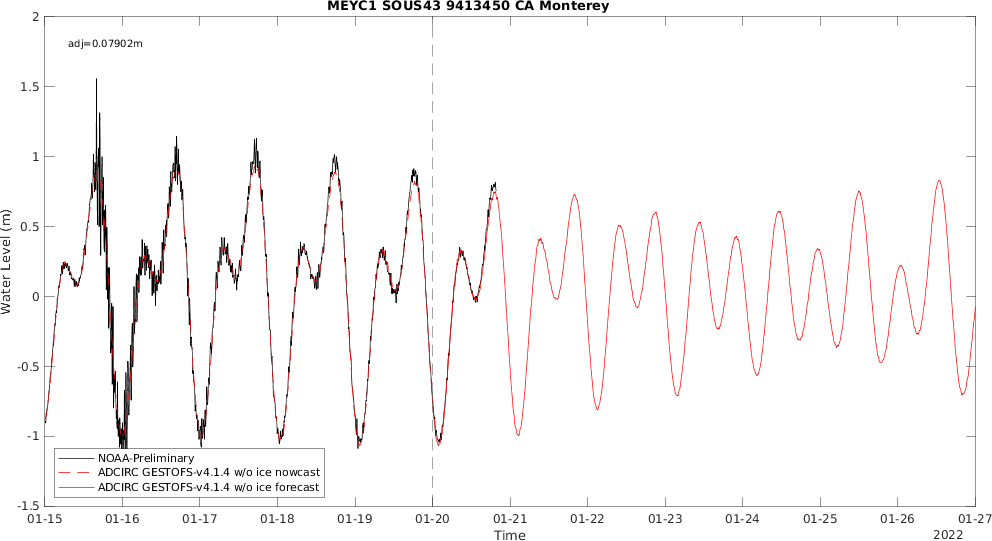 MEYC1 SOUS43 9413450 CA Monterey
adj=0.07902m
Water Level (m)
2
1.5
1
0.5
0
-0.5
-1
-1.5
NOAA-Preliminary
ADCIRC GESTOFS-v4.1.4 w/o ice nowcast
ADCIRC GESTOFS-v4.1.4 w/o ice forecast
01-15 01-16 01-17 01-18 01-19 01-20 01-21 01-22 01-23 01-24 01-25 01-26 01-27
Time
2022